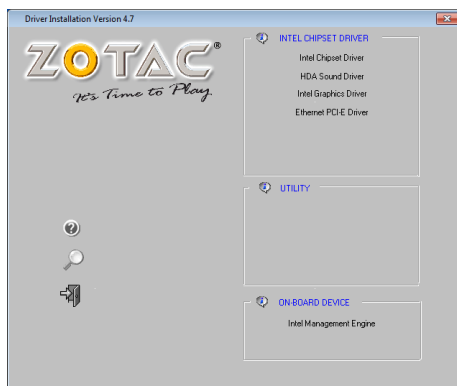 Driver Installation Version 4.7
ZOTAC®
It's Time to Play.
INTEL CHIPSET DRIVER
Intel Chipset Driver
HDA Sound Driver
Intel Graphics Driver
Ethernet PCI-E Driver
UTILITY
ON-BOARD DEVICE
Intel Management Engine